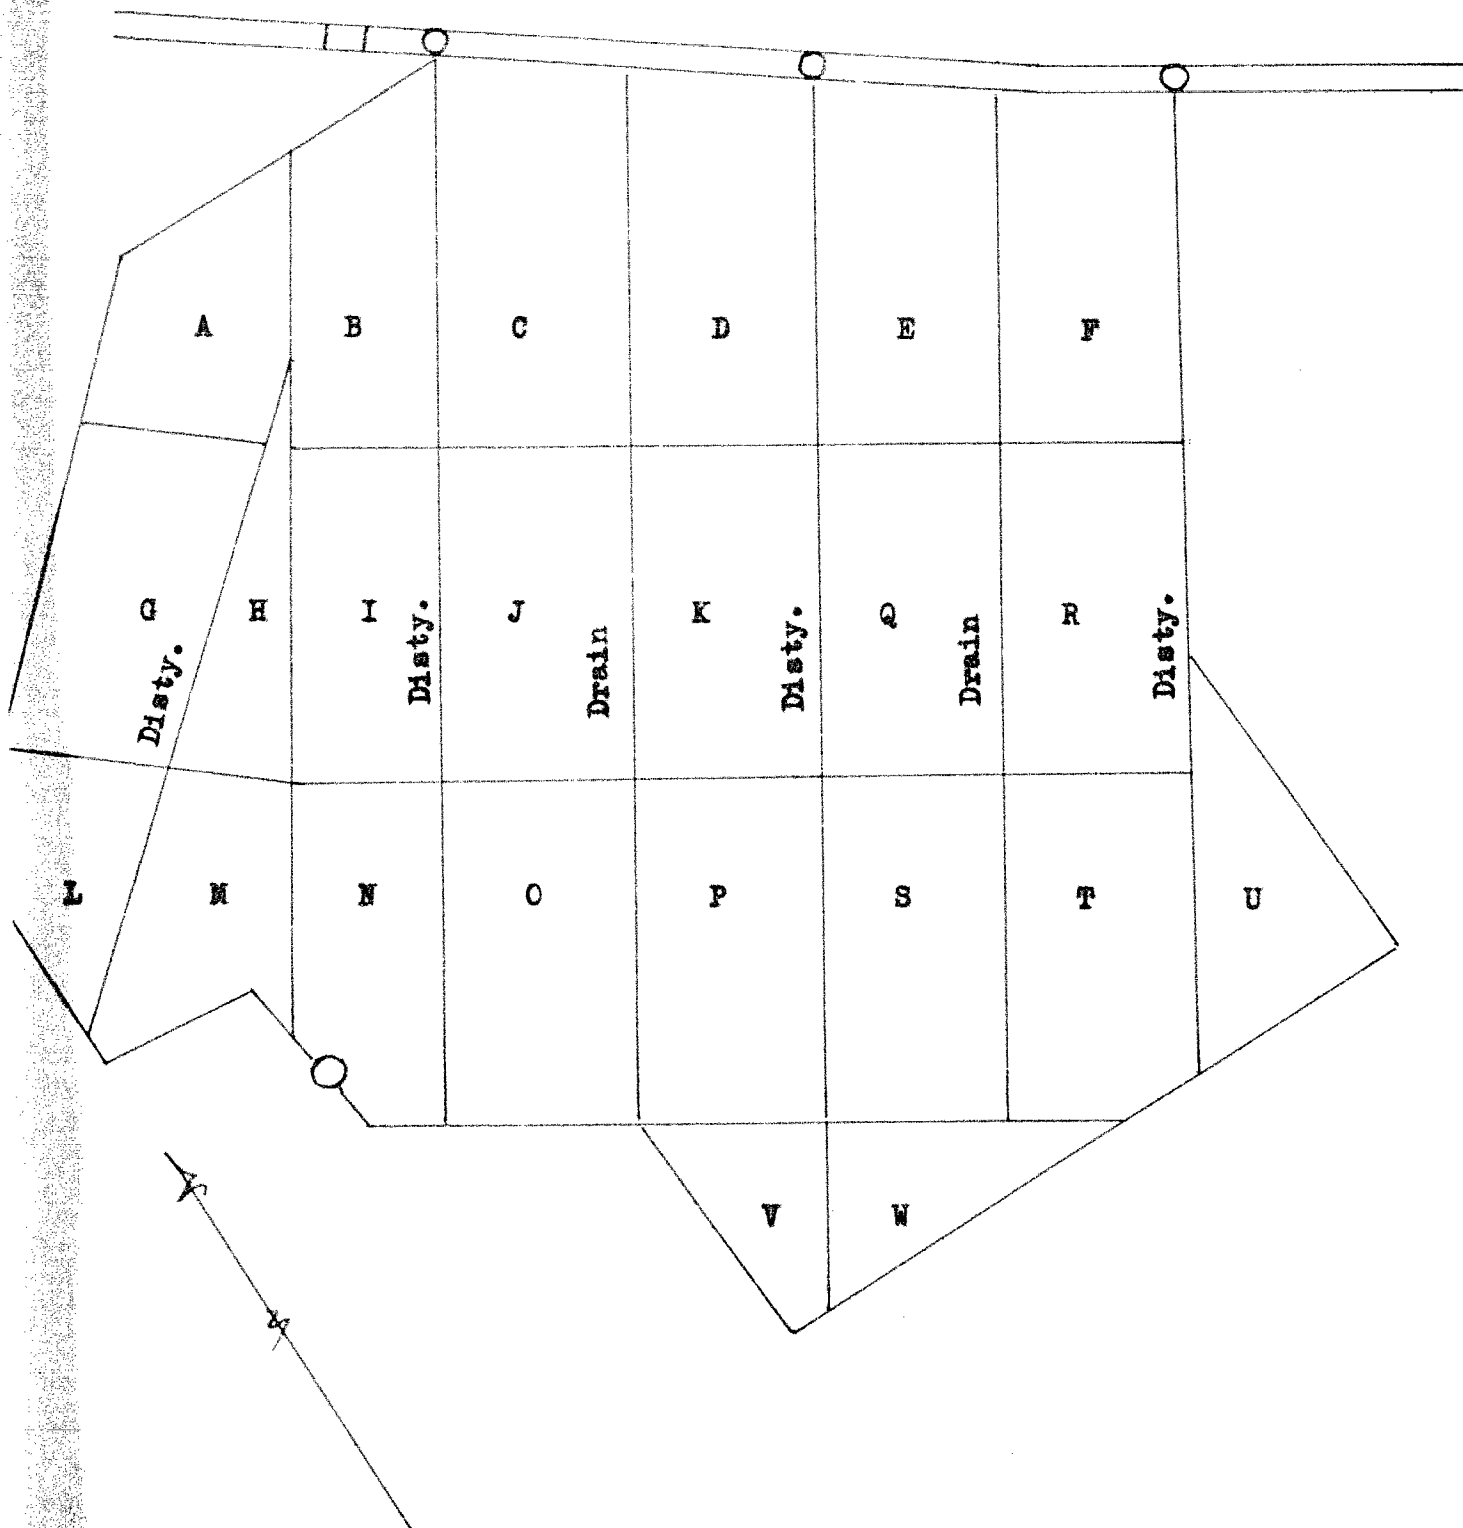 A B C D E F
G H I J K Q R
Disty.
Disty.
Drain
Disty.
Drain
Disty.
L M N O P S T U
V W